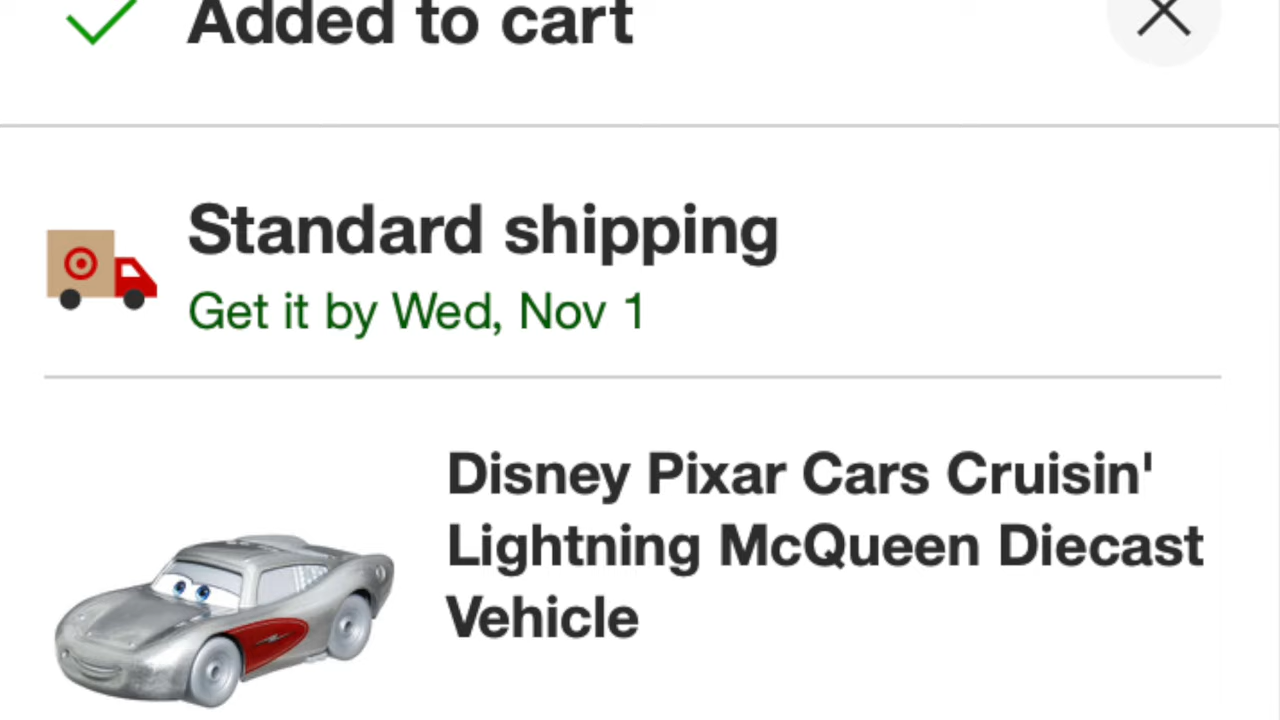 Added to cart
Standard shipping
Get it by Wed, Nov 1
Disney Pixar Cars Cruisin'
Lightning McQueen Diecast
Vehicle